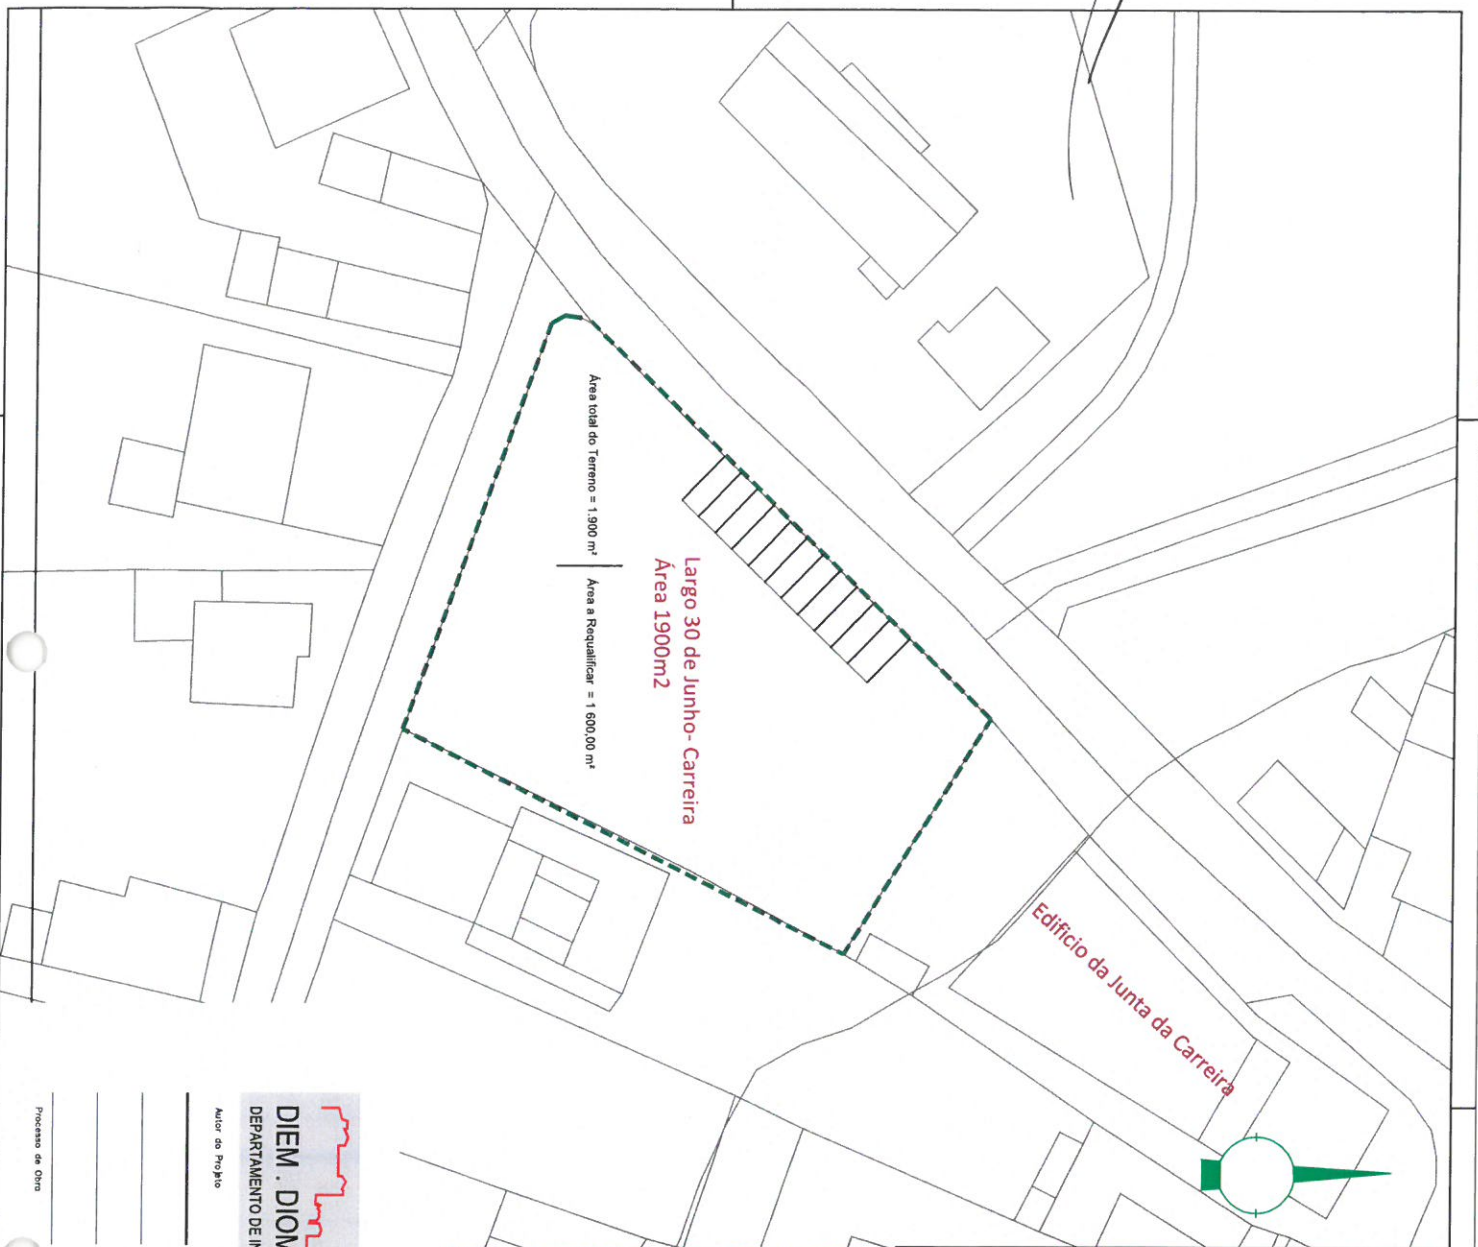 Largo 30 de Junho- Carreira
Área 1900m2
Área total do Terreno = 1.900 m²
Área a Requalificar = 1 600,00 m²
Edificio da Junta da Carreira
DIEM . DIOM
DEPARTAMENTO DE
Autor do Projeto
Processo de Obra